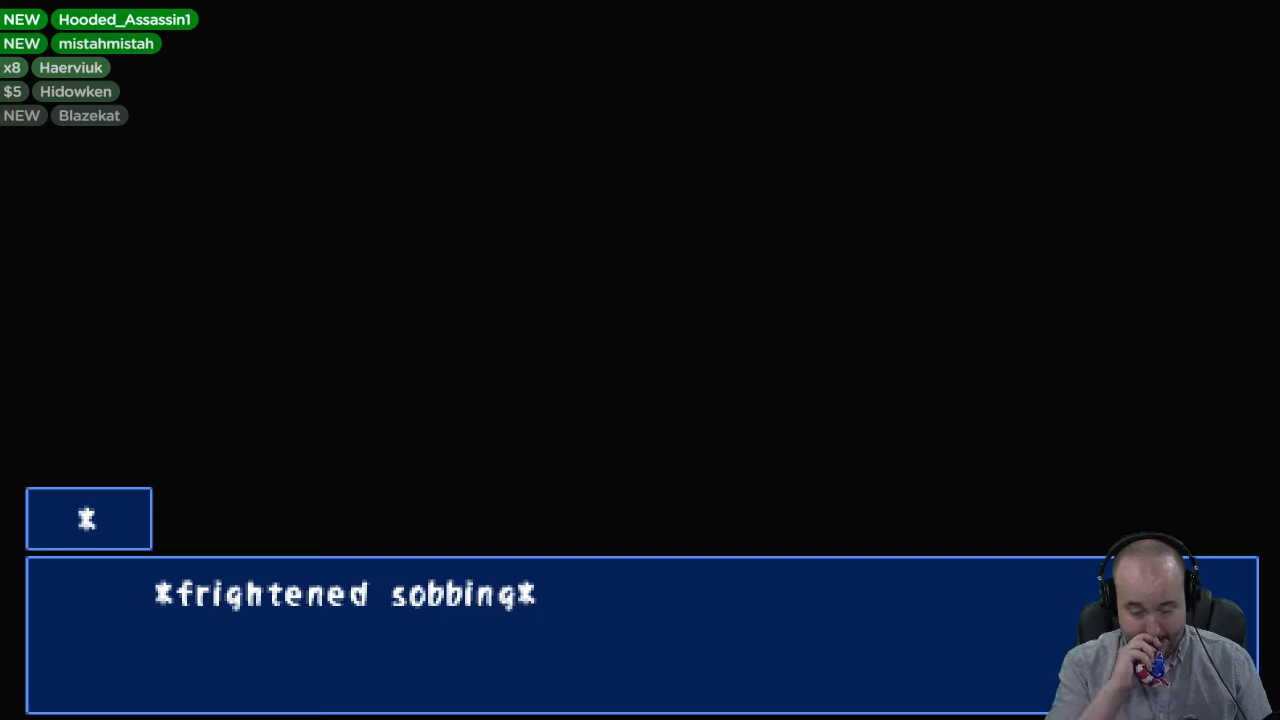 NEW Hooded_Assassin1
NEW mistahmistah
x8 Haerviuk
$5 Hidowken
NEW Blazekat
*
*frightened sobbing*